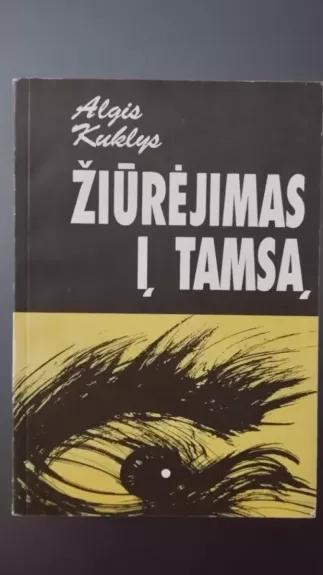 Algis
Kuklys
ŽIŪRĖJIMAS
Į TAMSĄ